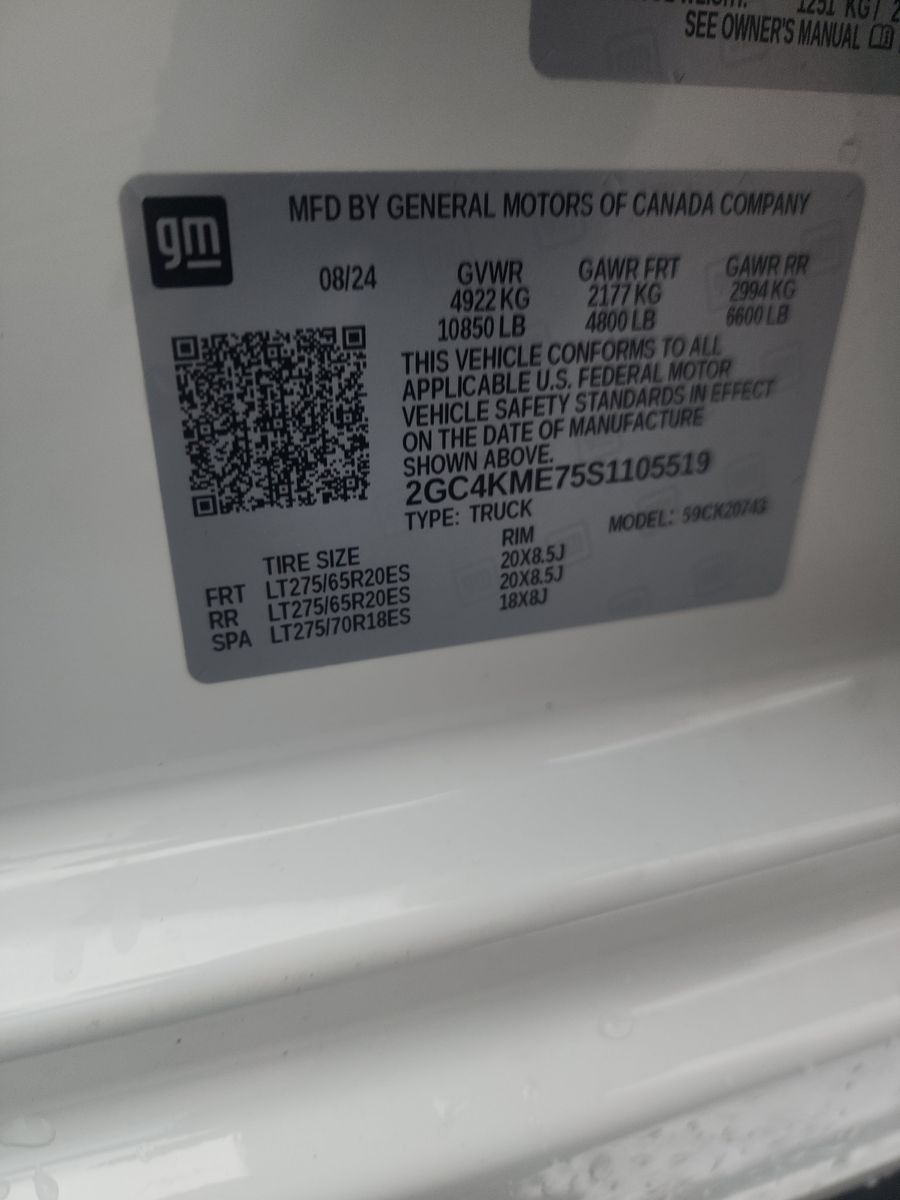 1251 KG
SEE OWNER'S MANUAL
gm
MFD BY GENERAL MOTORS OF CANADA COMPANY
08/24 GVWR GAWR FRT GAWR RR
4922 KG 2177 KG 2994 KG
10850 LB 4800 LB 6600 LB
THIS VEHICLE CONFORMS TO ALL
APPLICABLE U.S. FEDERAL MOTOR
VEHICLE SAFETY STANDARDS IN EFFECT
ON THE DATE OF MANUFACTURE
SHOWN ABOVE.
2GC4KME75S1105519
TYPE: TRUCK MODEL: 59CK20743
TIRE SIZE RIM
FRT LT275/65R20ES 20X8.5J
RR LT275/65R20ES 20X8.5J
SPA LT275/70R18ES 18X8J